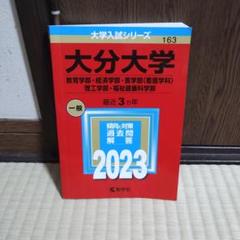 大学入試シリーズ
163
大分大学
教育学部・経済学部・医学部〈看護学科〉
理工学部・福祉健康科学部
最近3カ年
一般
傾向と対策
過去問
解答
2023
教学社